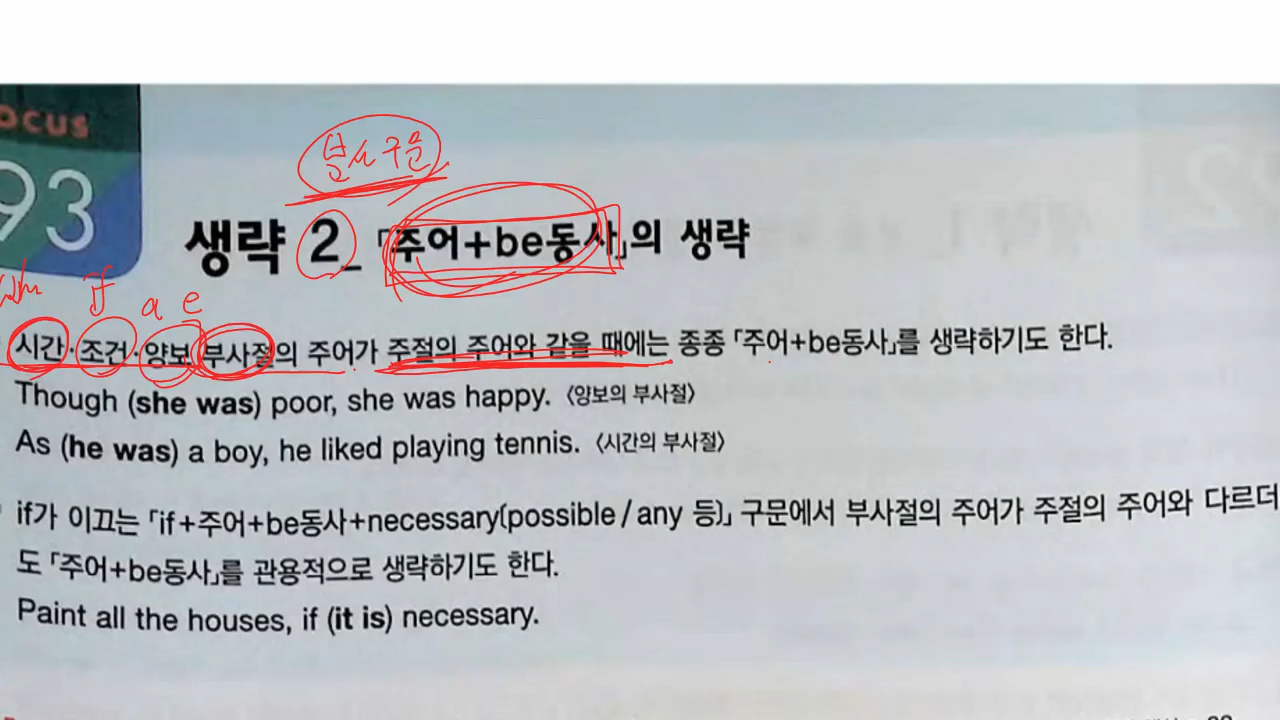 ocus
93
분사구문
생략 2_「주어+be동사」의 생략
if a e
시간·조건·양보 부사절의 주어가 주절의 주어와 같을 때에는 종종 「주어+be동사」를 생략하기도 한다.
Though (she was) poor, she was happy. 〈양보의 부사절〉
As (he was) a boy, he liked playing tennis. 〈시간의 부사절〉
if가 이끄는 「if+주어+be동사+necessary(possible / any 등)」 구문에서 부사절의 주어가 주절의 주어와 다르더
도 「주어+be동사」를 관용적으로 생략하기도 한다.
Paint all the houses, if (it is) necessary.